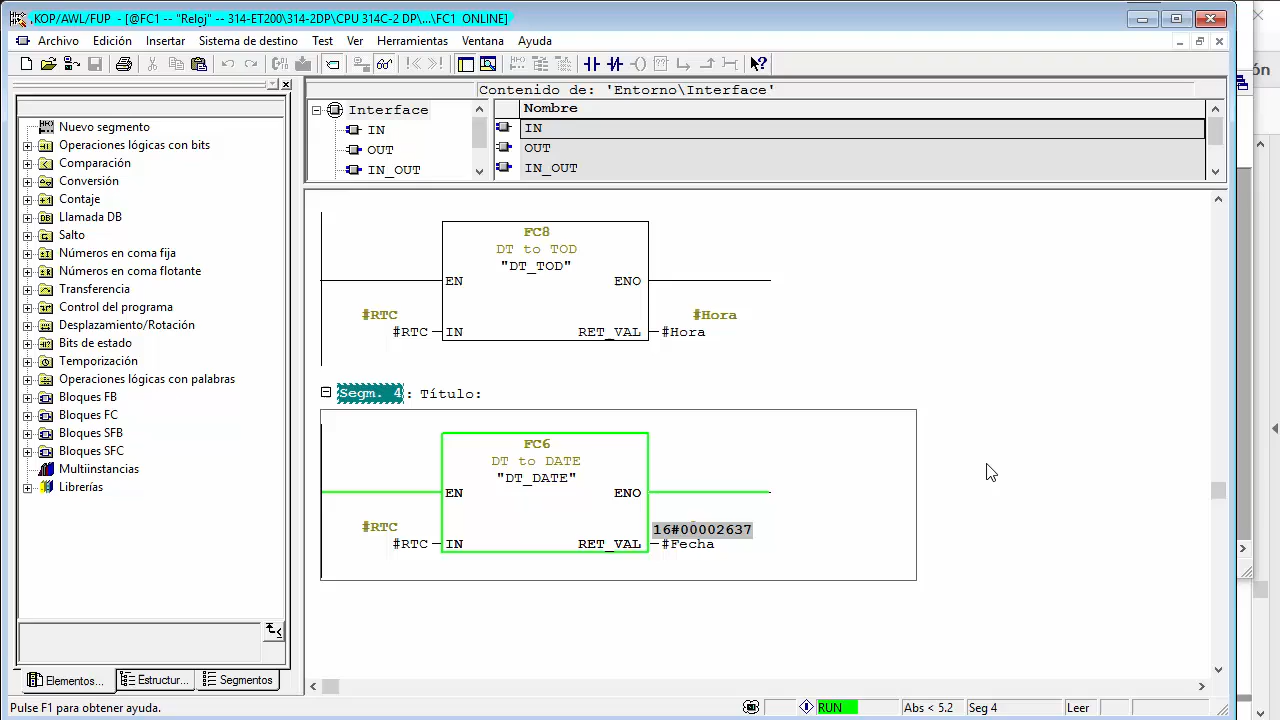 KOP/AWL/FUP - [@FC1 -- "Reloj" -- 314-ET200\314-2DP\CPU 314C-2 DP\...\FC1 ONLINE]
Archivo Edición Insertar Sistema de destino Test Ver Herramientas Ventana Ayuda
Contenido de: 'Entorno\Interface'
Interface
IN
OUT
IN_OUT
Nombre
IN
OUT
IN_OUT
Nuevo segmento
Operaciones lógicas con bits
Comparación
Conversión
Contaje
Llamada DB
Salto
Números en coma fija
Números en coma flotante
Transferencia
Control del programa
Desplazamiento/Rotación
Bits de estado
Temporización
Operaciones lógicas con palabras
Bloques FB
Bloques FC
Bloques SFB
Bloques SFC
Multiinstancias
Librerías
Elementos...
Estructur...
Segmentos
FC8
DT to TOD
"DT_TOD"
EN ENO
#RTC #Hora
#RTC IN RET_VAL #Hora
Segm. 4 : Título:
FC6
DT to DATE
"DT_DATE"
EN ENO
#RTC 16#00002637
#RTC IN RET_VAL #Fecha
Pulse F1 para obtener ayuda.
RUN Abs < 5.2 Seg 4 Leer
ón